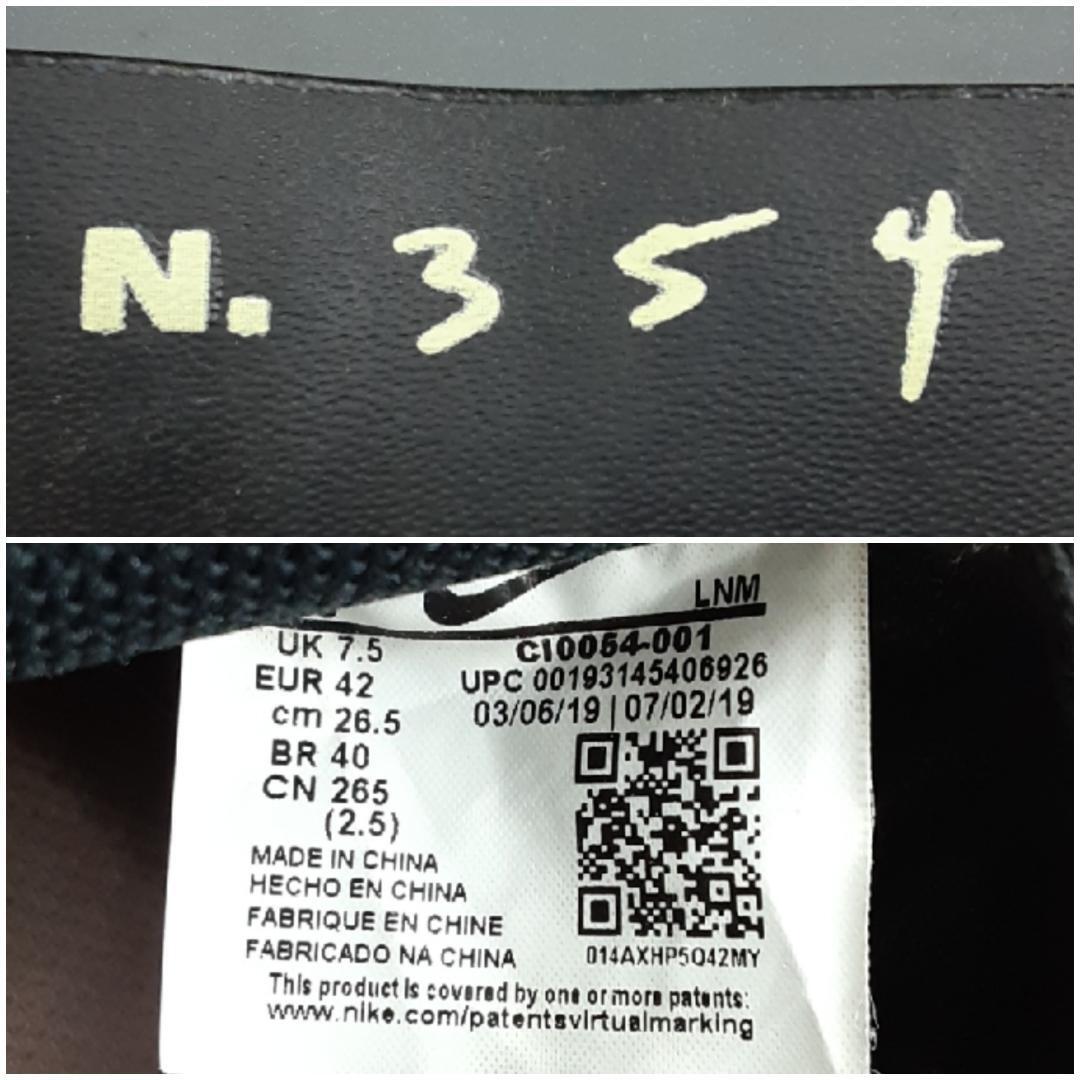 N. 354
LNM
UK 7.5
EUR 42
cm 26.5
BR 40
CN 265
(2.5)
CI0054-001
UPC 00193145406926
03/06/19 | 07/02/19
MADE IN CHINA
HECHO EN CHINA
FABRIQUE EN CHINE
FABRICADO NA CHINA
014AXHP5Q42MY
This product is covered by one or more patents:
www.nike.com/patentsvirtualmarking